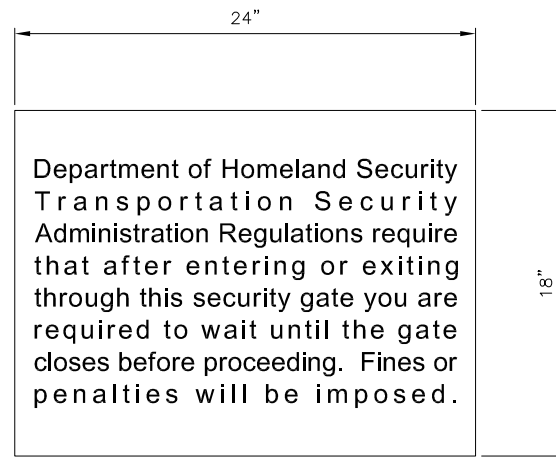 24”
Department of Homeland Security
Transportation Security
Administration Regulations require
that after entering or exiting
through this security gate you are
required to wait until the gate
closes before proceeding.  Fines or
penalties will be imposed.
18”